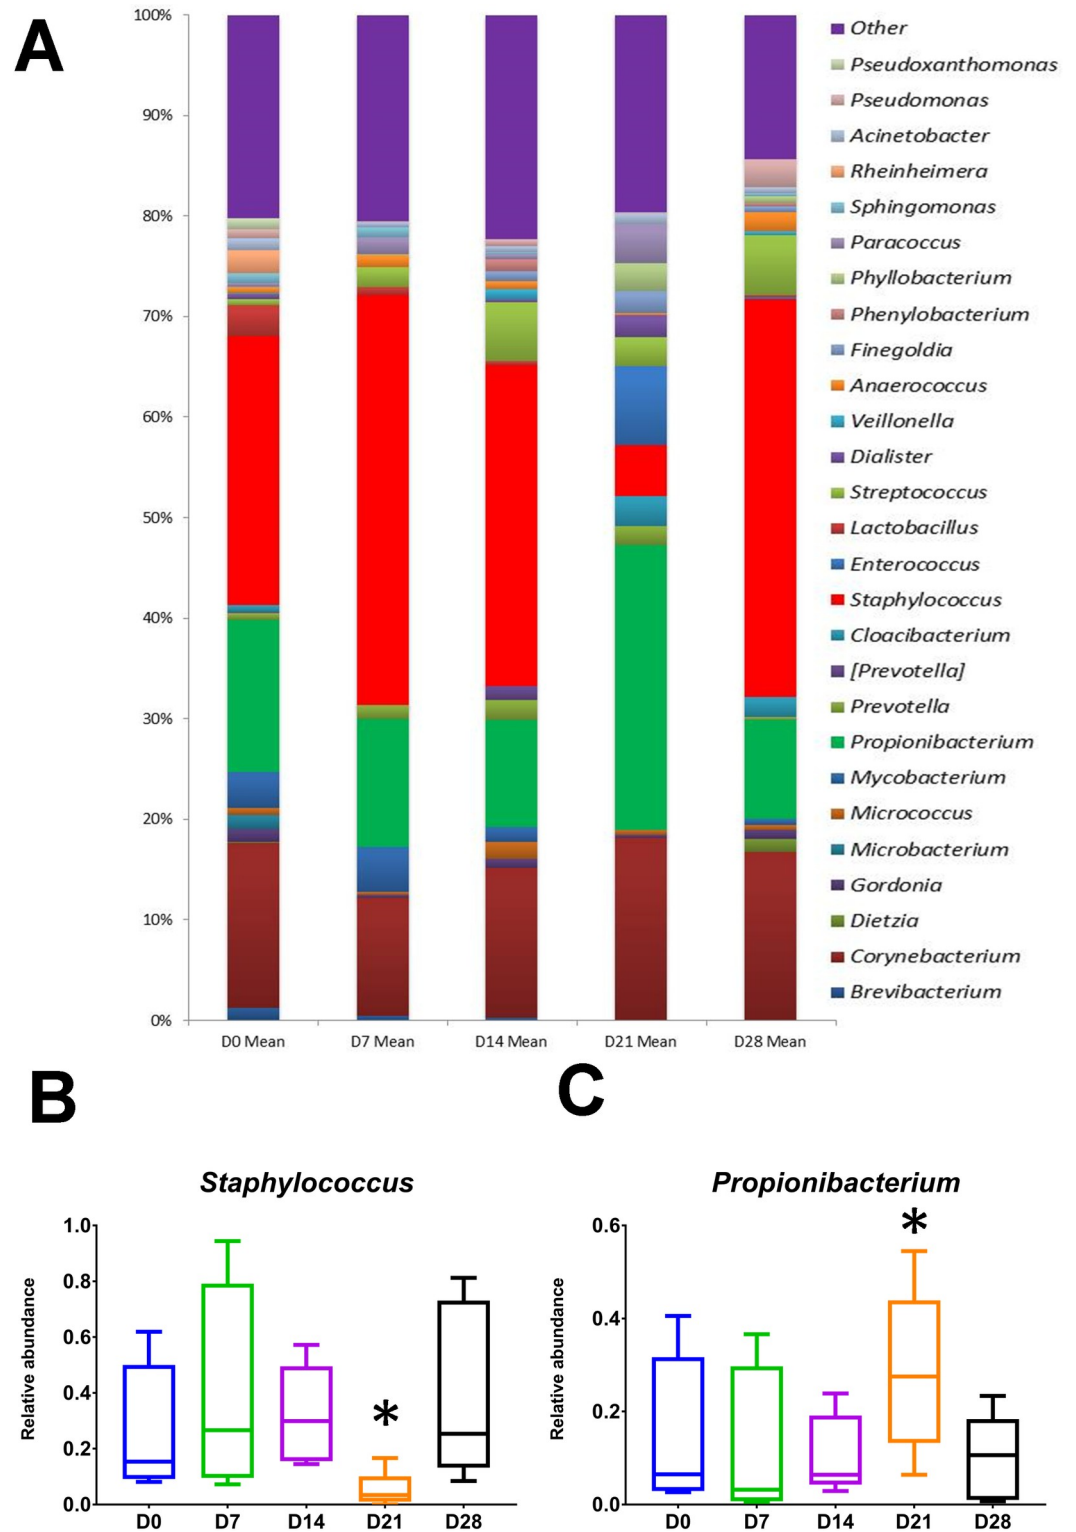 A
100%
90%
80%
70%
60%
50%
40%
30%
20%
10%
0%
D0 Mean
D7 Mean
D14 Mean
D21 Mean
D28 Mean
Other
Pseudoxanthomonas
Pseudomonas
Acinetobacter
Rheinheimera
Sphingomonas
Paracoccus
Phyllobacterium
Phenylobacterium
Finegoldia
Anaerococcus
Veillonella
Dialister
Streptococcus
Lactobacillus
Enterococcus
Staphylococcus
Cloacibacterium
[Prevotella]
Prevotella
Propionibacterium
Mycobacterium
Micrococcus
Microbacterium
Gordonia
Dietzia
Corynebacterium
Brevibacterium
B
Staphylococcus
Relative abundance
1.0
0.8
0.6
0.4
0.2
0.0
*
D0 D7 D14 D21 D28
C
Propionibacterium
Relative abundance
0.6
0.4
0.2
0.0
*
D0 D7 D14 D21 D28